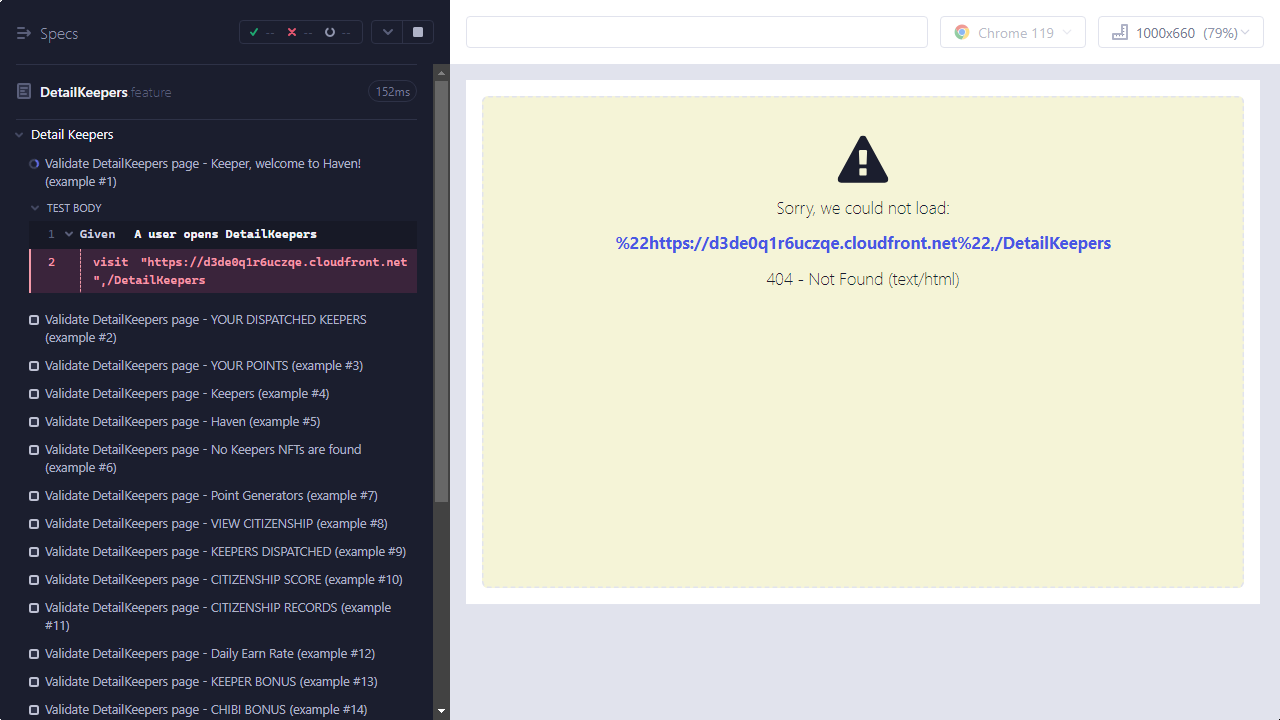 Specs
-- -- --
DetailKeepers feature
152ms
Detail Keepers
Validate DetailKeepers page - Keeper, welcome to Haven!
(example #1)
TEST BODY
1 Given A user opens DetailKeepers
2 visit "https://d3de0q1r6uczqe.cloudfront.net
",/DetailKeepers
Validate DetailKeepers page - YOUR DISPATCHED KEEPERS
(example #2)
Validate DetailKeepers page - YOUR POINTS (example #3)
Validate DetailKeepers page - Keepers (example #4)
Validate DetailKeepers page - Haven (example #5)
Validate DetailKeepers page - No Keepers NFTs are found
(example #6)
Validate DetailKeepers page - Point Generators (example #7)
Validate DetailKeepers page - VIEW CITIZENSHIP (example #8)
Validate DetailKeepers page - KEEPERS DISPATCHED (example #9)
Validate DetailKeepers page - CITIZENSHIP SCORE (example #10)
Validate DetailKeepers page - CITIZENSHIP RECORDS (example
#11)
Validate DetailKeepers page - Daily Earn Rate (example #12)
Validate DetailKeepers page - KEEPER BONUS (example #13)
Validate DetailKeepers page - CHIBI BONUS (example #14)
Chrome 119
1000x660 (79%)
Sorry, we could not load:
%22https://d3de0q1r6uczqe.cloudfront.net%22,/DetailKeepers
404 - Not Found (text/html)